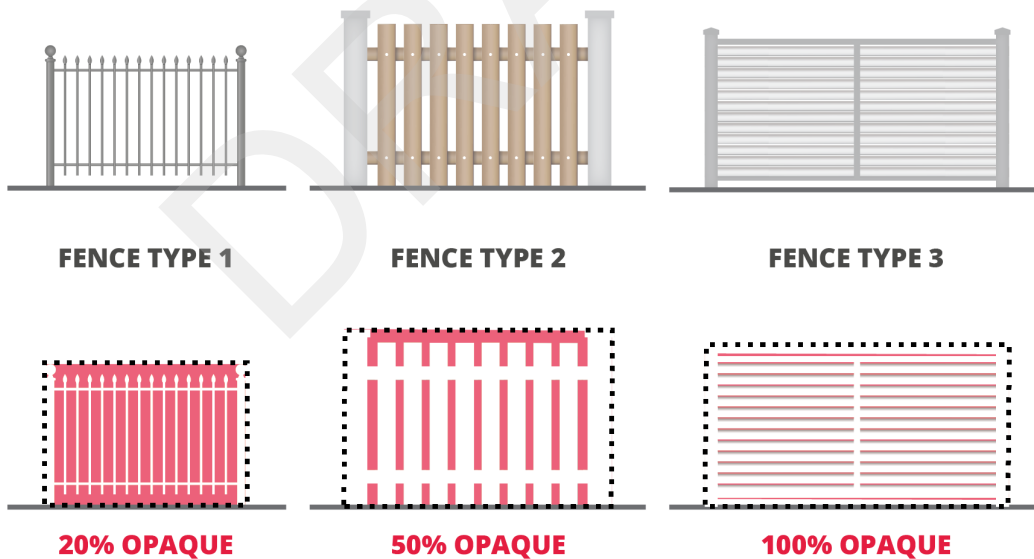 FENCE TYPE 1
FENCE TYPE 2
FENCE TYPE 3
20% OPAQUE
50% OPAQUE
100% OPAQUE